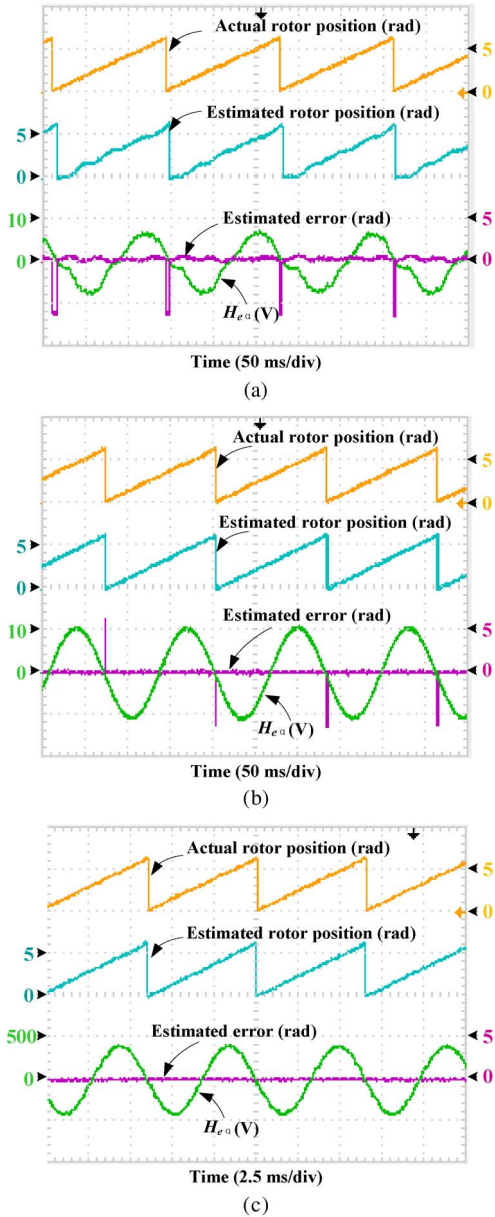 Actual rotor position (rad)
5
0
Estimated rotor position (rad)
5
0
10
Estimated error (rad)
5
0
0
Heα(V)
Time (50 ms/div)
(a)
Actual rotor position (rad)
5
0
Estimated rotor position (rad)
5
0
Estimated error (rad)
10
5
0
0
Heα(V)
Time (50 ms/div)
(b)
Actual rotor position (rad)
5
0
Estimated rotor position (rad)
5
0
Estimated error (rad)
500
5
0
0
Heα(V)
Time (2.5 ms/div)
(c)